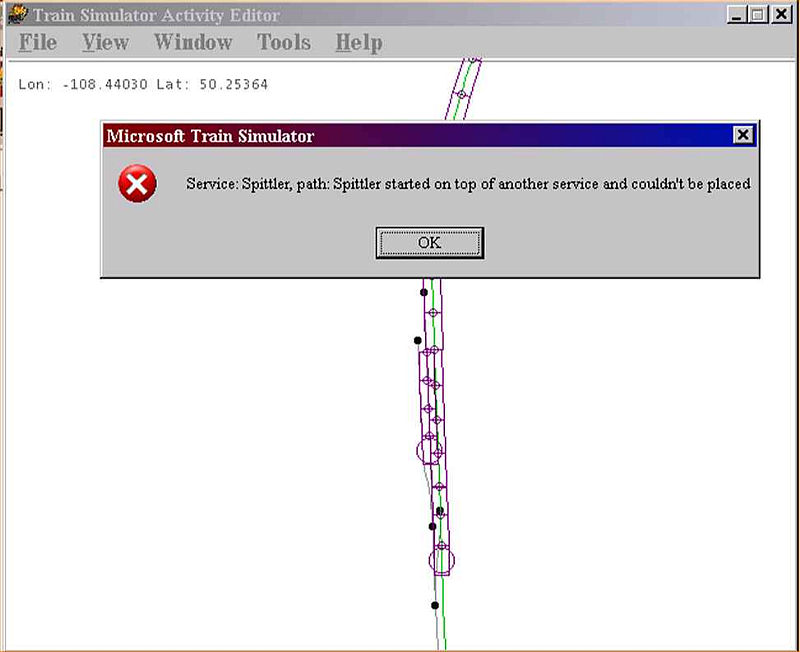 Train Simulator Activity Editor
File View Window Tools Help
Lon: -108.44030 Lat: 50.25364
Microsoft Train Simulator
Service: Spittler, path: Spittler started on top of another service and couldn't be placed
OK